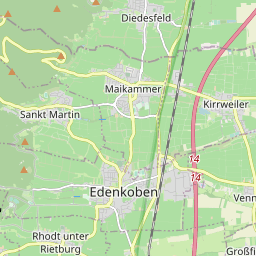 Diedesfeld
Maikammer
Kirrweiler
Sankt Martin
14
14
Edenkoben
Venn
Rhodt unter
Rietburg
Großfi